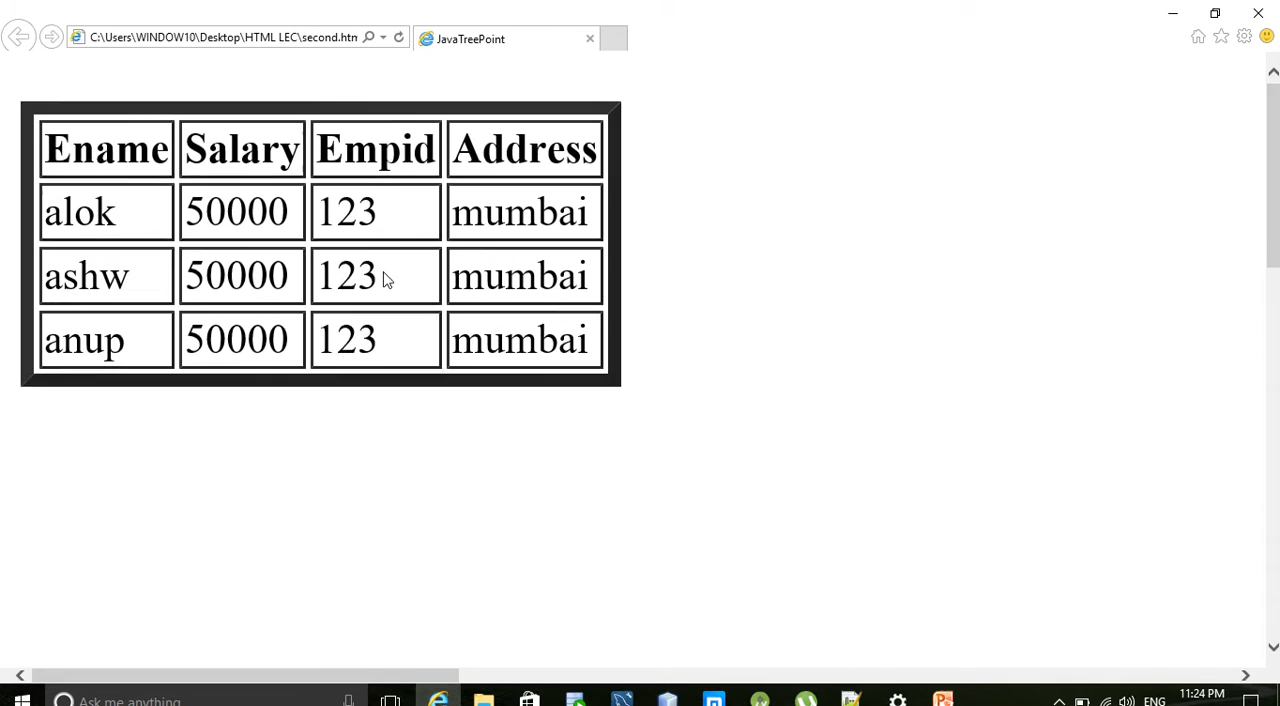 C:\Users\WINDOW10\Desktop\HTML LEC\second.htm
JavaTreePoint
Ename Salary Empid Address
alok 50000 123 mumbai
ashw 50000 123 mumbai
anup 50000 123 mumbai
Ask me anything
ENG
11:24 PM